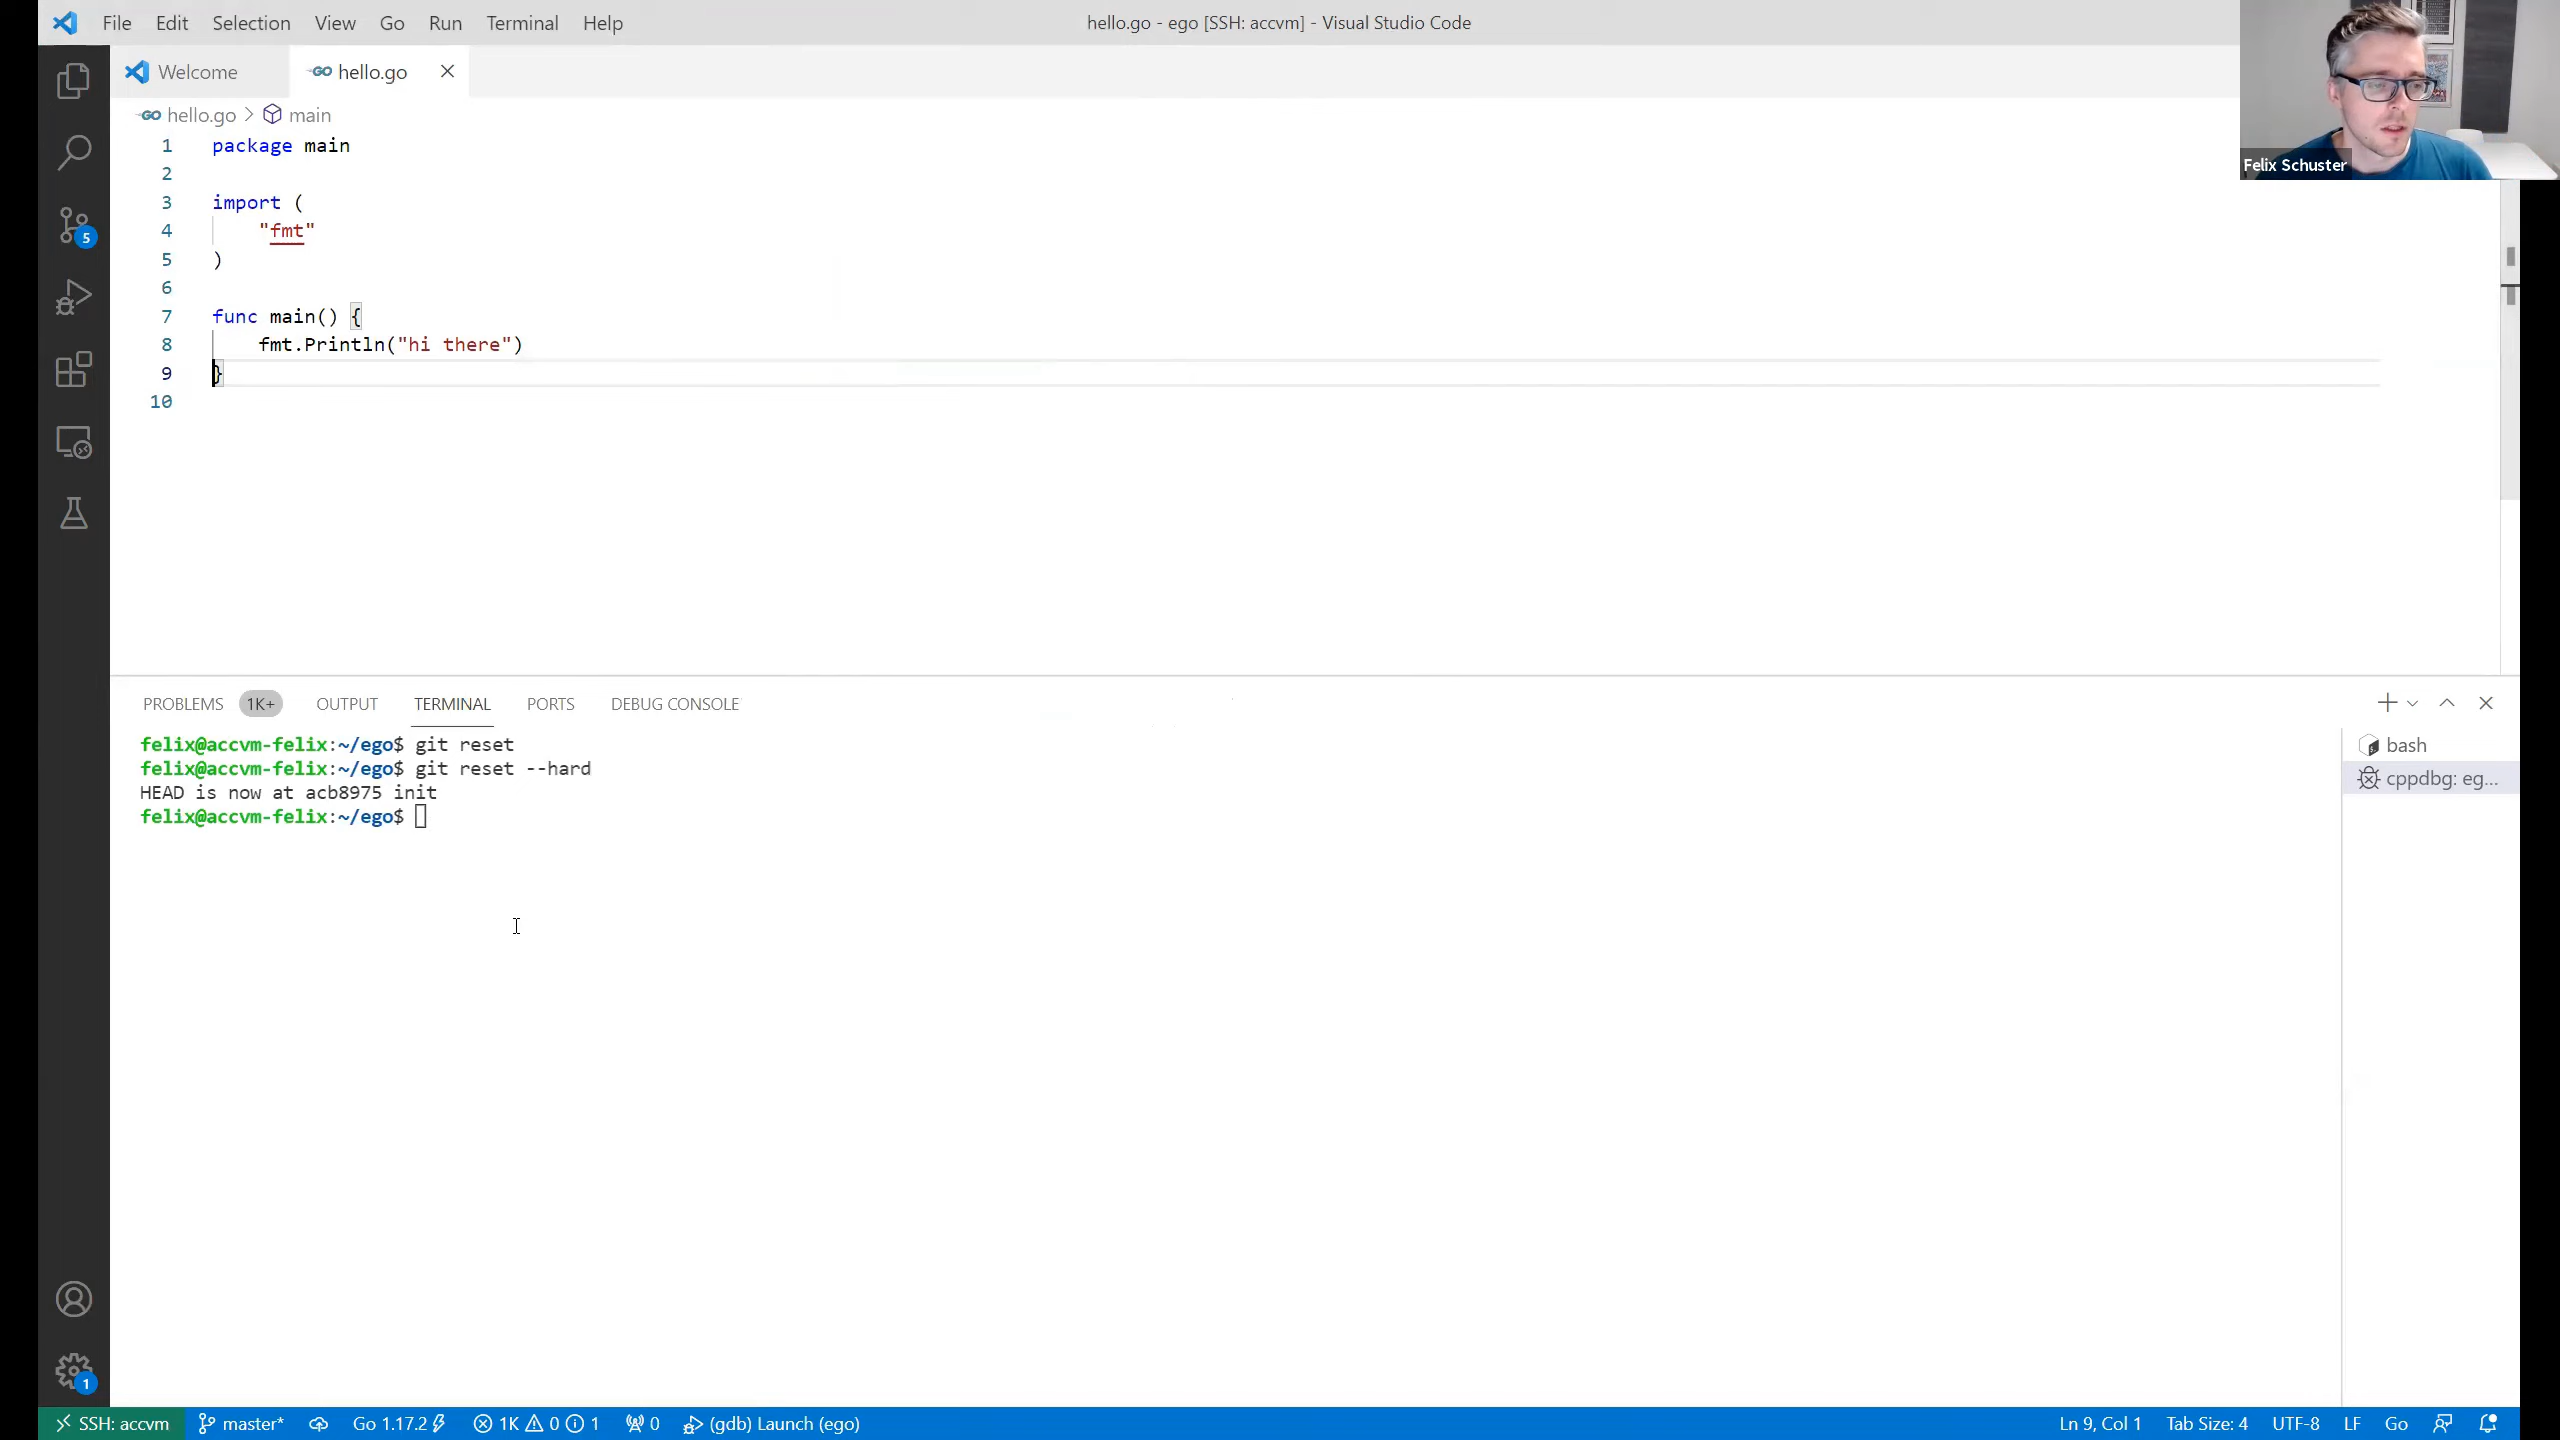 File Edit Selection View Go Run Terminal Help
hello.go - ego [SSH: accvm] - Visual Studio Code
Welcome
GO hello.go
GO hello.go > main
1 package main
2
3 import (
4 "fmt"
5 )
6
7 func main() {
8 fmt.Println("hi there")
9 }
10
Felix Schuster
5
PROBLEMS 1K+ OUTPUT TERMINAL PORTS DEBUG CONSOLE
felix@accvm-felix:~/ego$ git reset
felix@accvm-felix:~/ego$ git reset --hard
HEAD is now at acb8975 init
felix@accvm-felix:~/ego$
bash
cppdbg: eg...
1
SSH: accvm master* Go 1.17.2 1K 0 1 0 (gdb) Launch (ego) Ln 9, Col 1 Tab Size: 4 UTF-8 LF Go